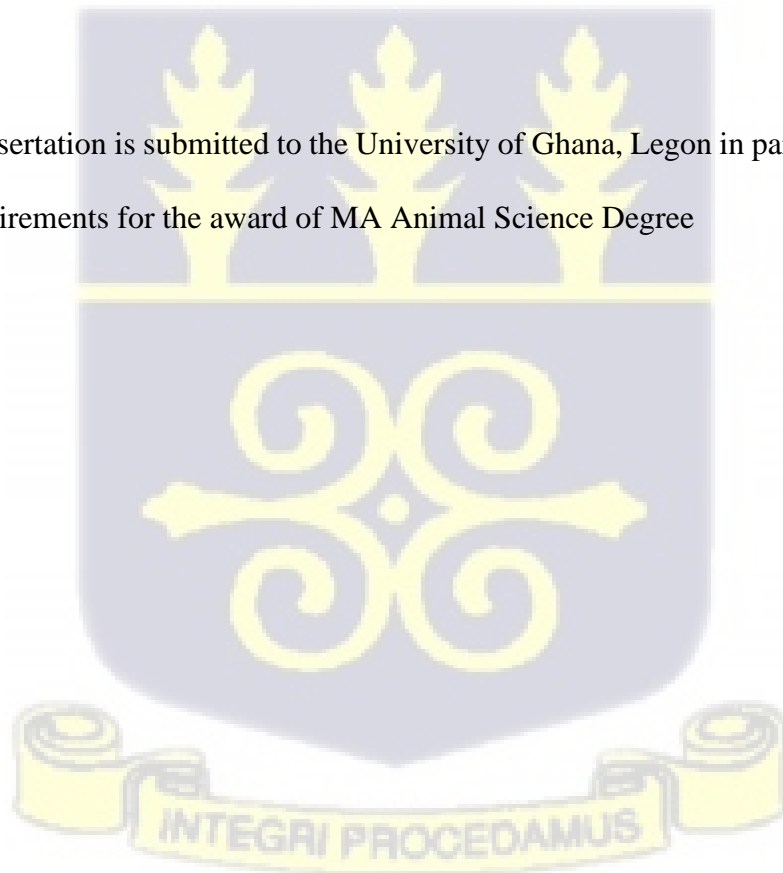 sertation is submitted to the University of Ghana, Legon in pa
irements for the award of MA Animal Science Degree
INTEGRI PROCEDAMUS